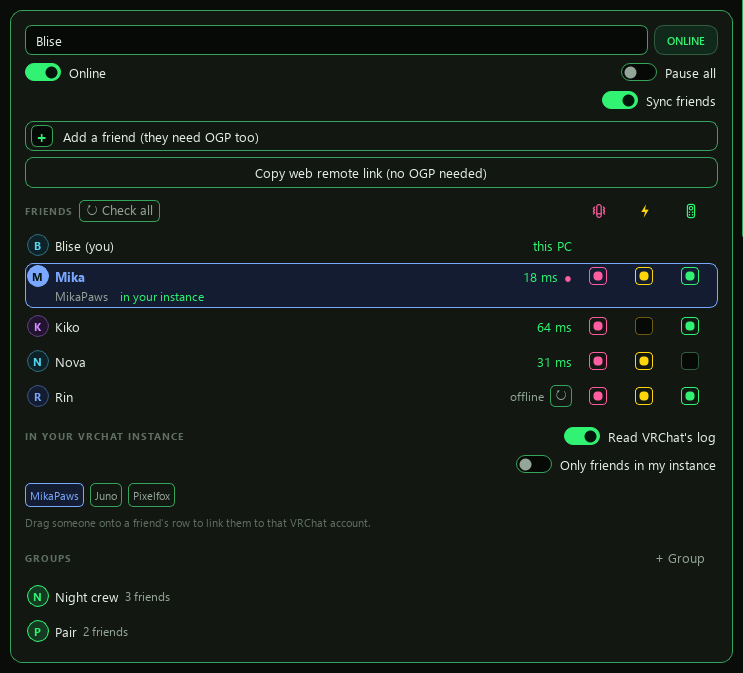 Blise
ONLINE
Online
Pause all
Sync friends
+ Add a friend (they need OGP too)
Copy web remote link (no OGP needed)
FRIENDS
Check all
B Blise (you) this PC
M Mika 18 ms
MikaPaws in your instance
K Kiko 64 ms
N Nova 31 ms
R Rin offline
IN YOUR VRCHAT INSTANCE
Read VRChat's log
Only friends in my instance
MikaPaws Juno Pixelfox
Drag someone onto a friend's row to link them to that VRChat account.
GROUPS
+ Group
N Night crew 3 friends
P Pair 2 friends